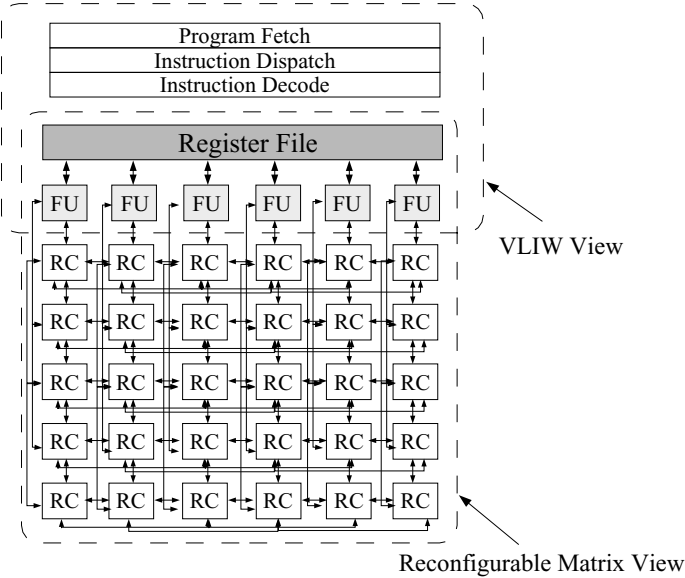 Program Fetch
Instruction Dispatch
Instruction Decode
Register File
FU FU FU FU FU FU
VLIW View
RC RC RC RC RC RC
RC RC RC RC RC RC
RC RC RC RC RC RC
RC RC RC RC RC RC
RC RC RC RC RC RC
Reconfigurable Matrix View